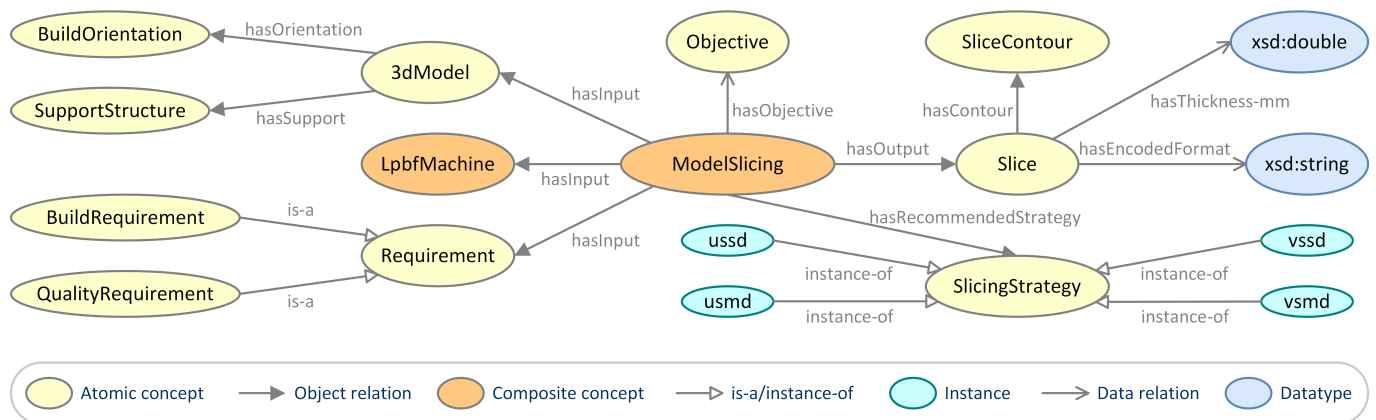 BuildOrientation
hasOrientation
3dModel
SupportStructure
hasSupport
Objective
hasObjective
SliceContour
hasContour
xsd:double
hasThickness-mm
hasInput
LpbfMachine
hasInput
ModelSlicing
hasOutput
Slice
hasEncodedFormat
xsd:string
hasInput
BuildRequirement
is-a
Requirement
QualityRequirement
is-a
hasRecommendedStrategy
ussd
instance-of
vssd
instance-of
SlicingStrategy
usmd
instance-of
vsmd
instance-of
Atomic concept
Object relation
Composite concept
is-a/instance-of
Instance
Data relation
Datatype